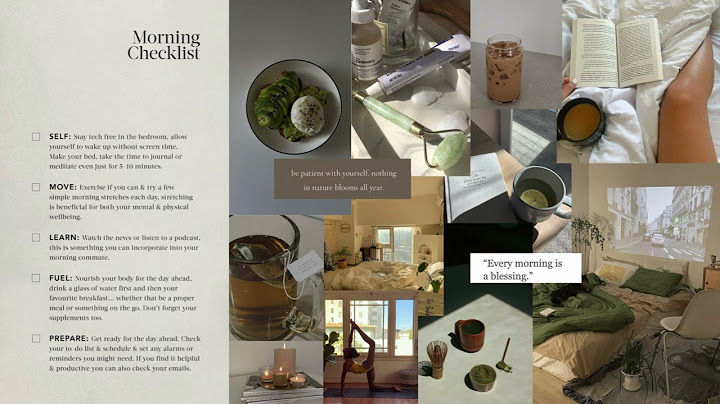 Morning
Checklist
SELF: Stay tech free in the bedroom, allow
yourself to wake up without screen time.
Make your bed, take the time to journal or
meditate even just for 5-10 minutes.
MOVE: Exercise if you can & try a few
simple morning stretches each day, stretching
is beneficial for both your mental & physical
wellbeing.
LEARN: Watch the news or listen to a podcast,
this is something you can incorporate into your
morning commute.
FUEL: Nourish your body for the day ahead,
drink a glass of water first and then your
favourite breakfast... whether that be a proper
meal or something on the go. Don't forget your
supplements too.
PREPARE: Get ready for the day ahead. Check
your to-do list & schedule & set any alarms or
reminders you might need. If you find it helpful
& productive you can also check your emails.
Ordinary
be patient with yourself. nothing
in nature blooms all year.
"Every morning is
a blessing."